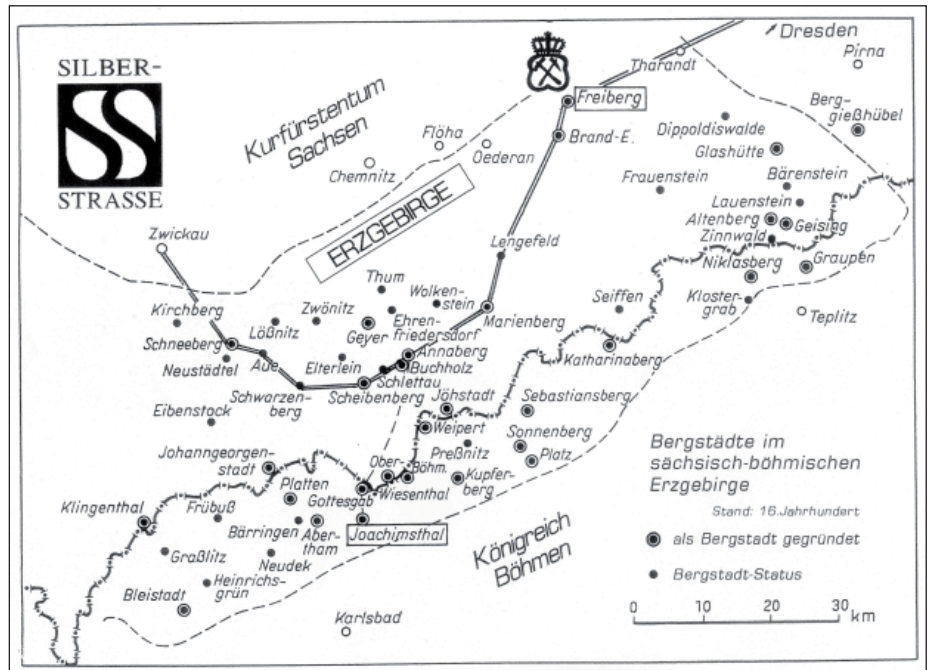 SILBER-
STRASSE
Kurfürstentum
Sachsen
ERZGEBIRGE
Dresden
Pirna
Tharandt
Freiberg
Brand-E.
Berg-
gießhübel
Dippoldiswalde
Glashütte
Flöha
Oederan
Chemnitz
Frauenstein
Bärenstein
Lauenstein
Altenberg
Geising
Zinnwald
Zwickau
Lengefeld
Niklasberg
Graupen
Thum
Wolken-
stein
Seiffen
Kloster-
grab
Teplitz
Kirchberg
Zwönitz
Lößnitz
Ehren-
friedersdorf
Geyer
Marienberg
Schneeberg
Annaberg
Buchholz
Katharinaberg
Neustädtel
Aue
Elterlein
Schlettau
Schwarzen-
berg
Scheibenberg
Jöhstadt
Sebastiansberg
Eibenstock
Weipert
Sonnenberg
Preßnitz
Platz
Johanngeorgen-
stadt
Ober-
Böhm.
Wiesenthal
Kupfer-
berg
Platten
Gottesgab
Klingenthal
Frübuß
Bärringen
Aber-
tham
Joachimsthal
Graßlitz
Neudek
Heinrichs-
grün
Bleistadt
Karlsbad
Königreich
Böhmen
Bergstädte im
sächsisch-böhmischen
Erzgebirge
Stand: 16.Jahrhundert
als Bergstadt gegründet
Bergstadt-Status
0 10 20 30
km